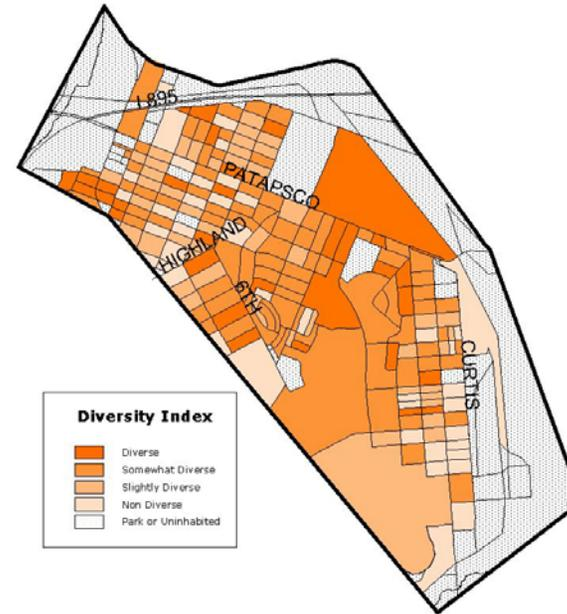 I 895
PATAPSCO
HIGHLAND
6TH
CURTIS
Diversity Index
Diverse
Somewhat Diverse
Slightly Diverse
Non Diverse
Park or Uninhabited